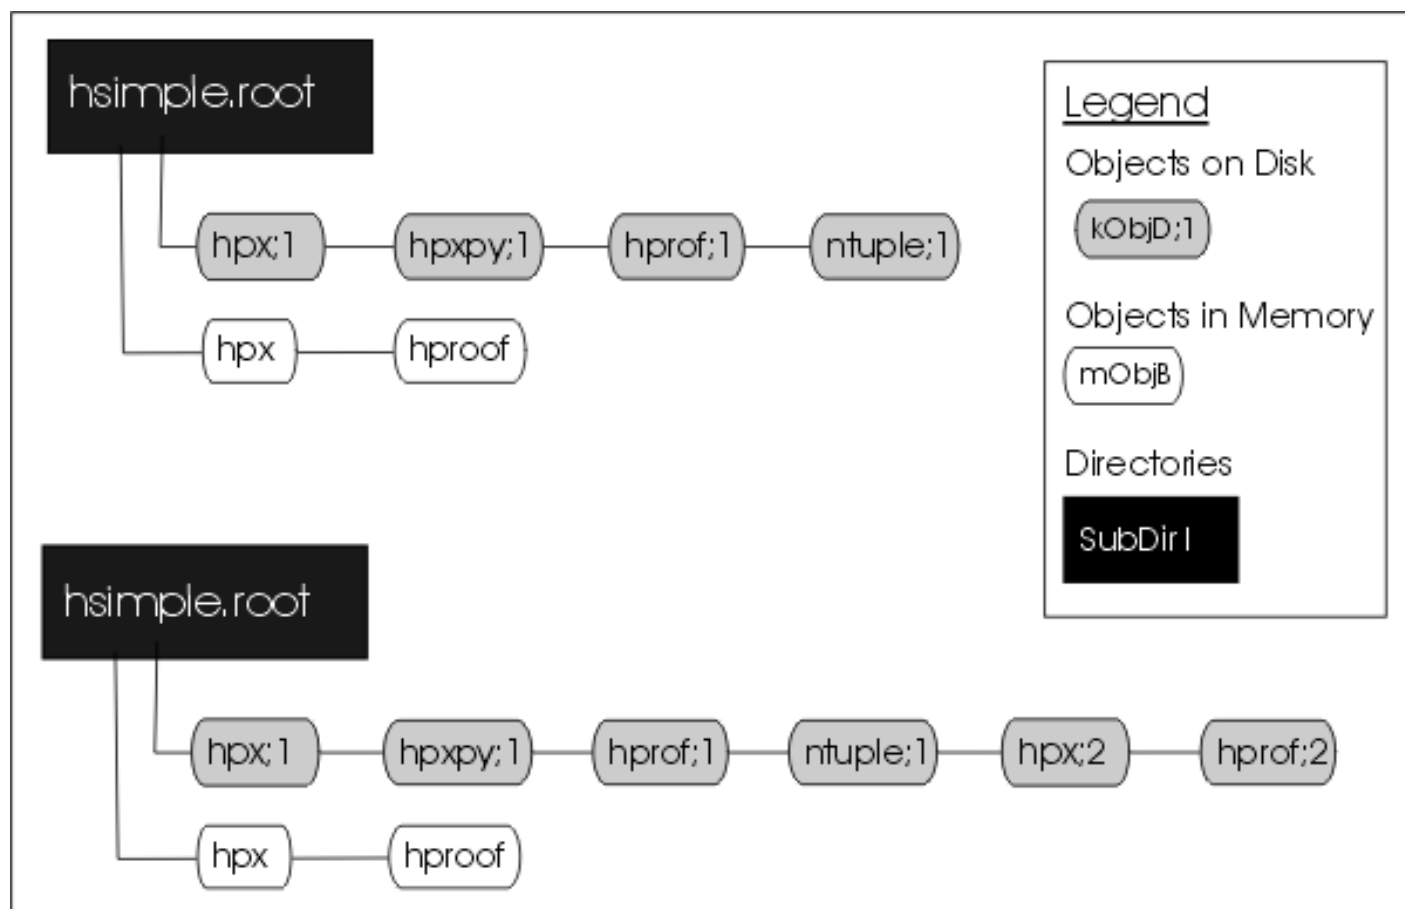 hsimple.root
hpx;1 hpxpy;1 hprof;1 ntuple;1
hpx hproof
Legend
Objects on Disk
kObjD;1
Objects in Memory
mObjB
Directories
SubDir1
hsimple.root
hpx;1 hpxpy;1 hprof;1 ntuple;1 hpx;2 hprof;2
hpx hproof